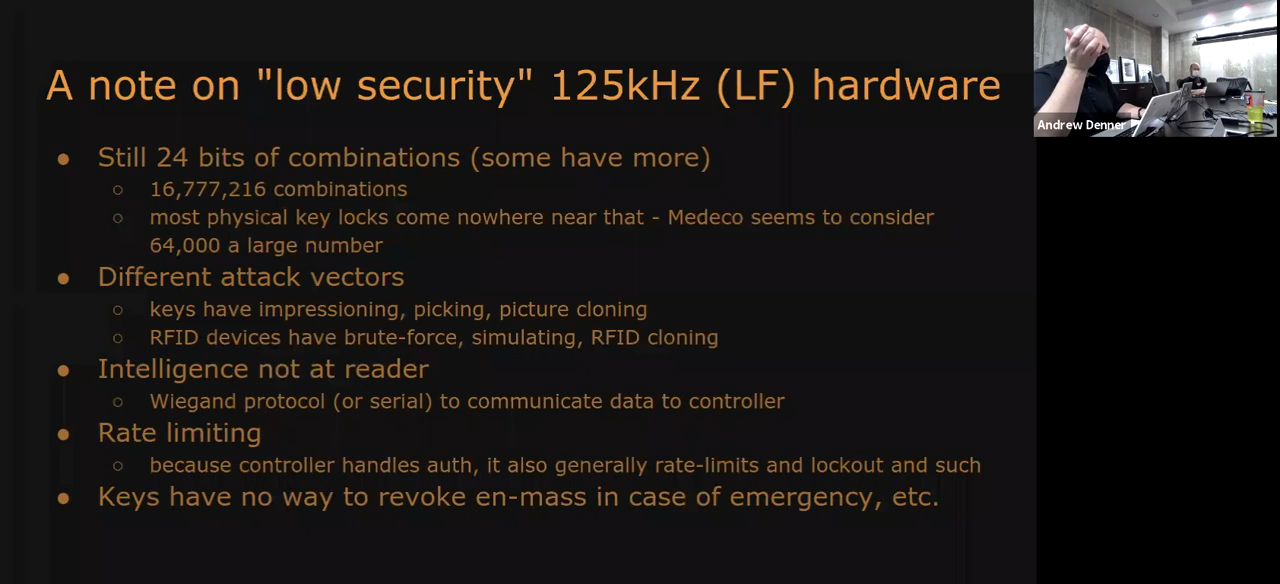 A note on "low security" 125kHz (LF) hardware
Andrew Denner
● Still 24 bits of combinations (some have more)
○ 16,777,216 combinations
○ most physical key locks come nowhere near that - Medeco seems to consider
64,000 a large number
● Different attack vectors
○ keys have impressioning, picking, picture cloning
○ RFID devices have brute-force, simulating, RFID cloning
● Intelligence not at reader
○ Wiegand protocol (or serial) to communicate data to controller
● Rate limiting
○ because controller handles auth, it also generally rate-limits and lockout and such
● Keys have no way to revoke en-mass in case of emergency, etc.